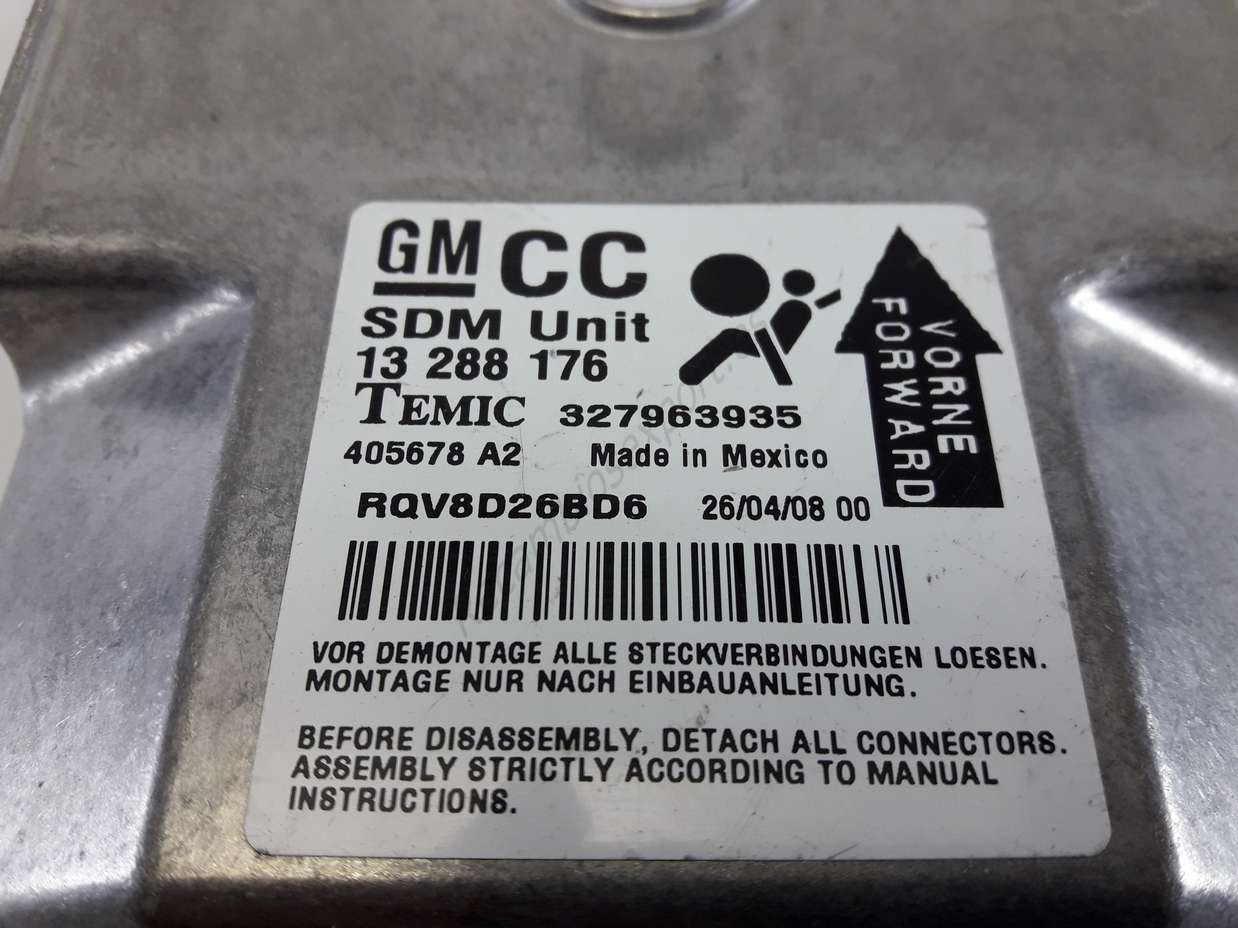 GM CC
SDM Unit
13 288 176
TEMIC 327963935
405678 A2 Made in Mexico
RQV8D26BD6 26/04/08 00
VORNE
FORWARD
VOR DEMONTAGE ALLE STECKVERBINDUNGEN LOESEN.
MONTAGE NUR NACH EINBAUANLEITUNG.
BEFORE DISASSEMBLY, DETACH ALL CONNECTORS.
ASSEMBLY STRICTLY ACCORDING TO MANUAL
INSTRUCTIONS.